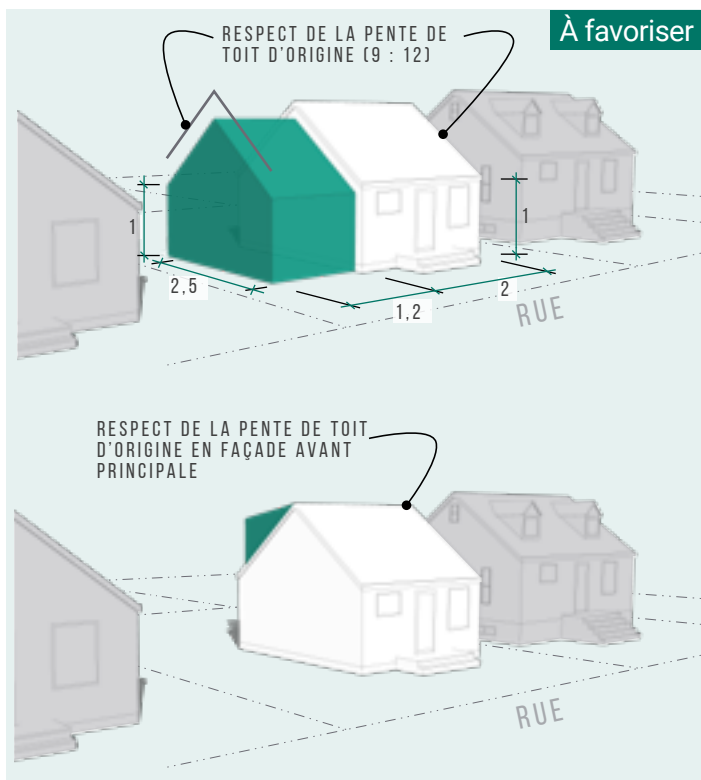 À favoriser
RESPECT DE LA PENTE DE
TOIT D'ORIGINE (9 : 12)
1
1
2,5
1,2
2
RUE
RESPECT DE LA PENTE DE TOIT
D'ORIGINE EN FAÇADE AVANT
PRINCIPALE
RUE